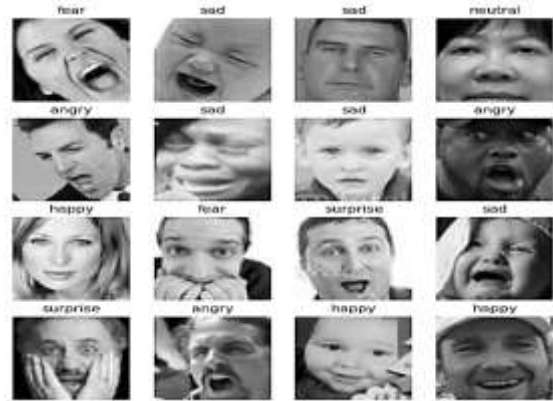 fear sad sad neutral
angry sad sad angry
happy fear surprise sad
surprise angry happy happy